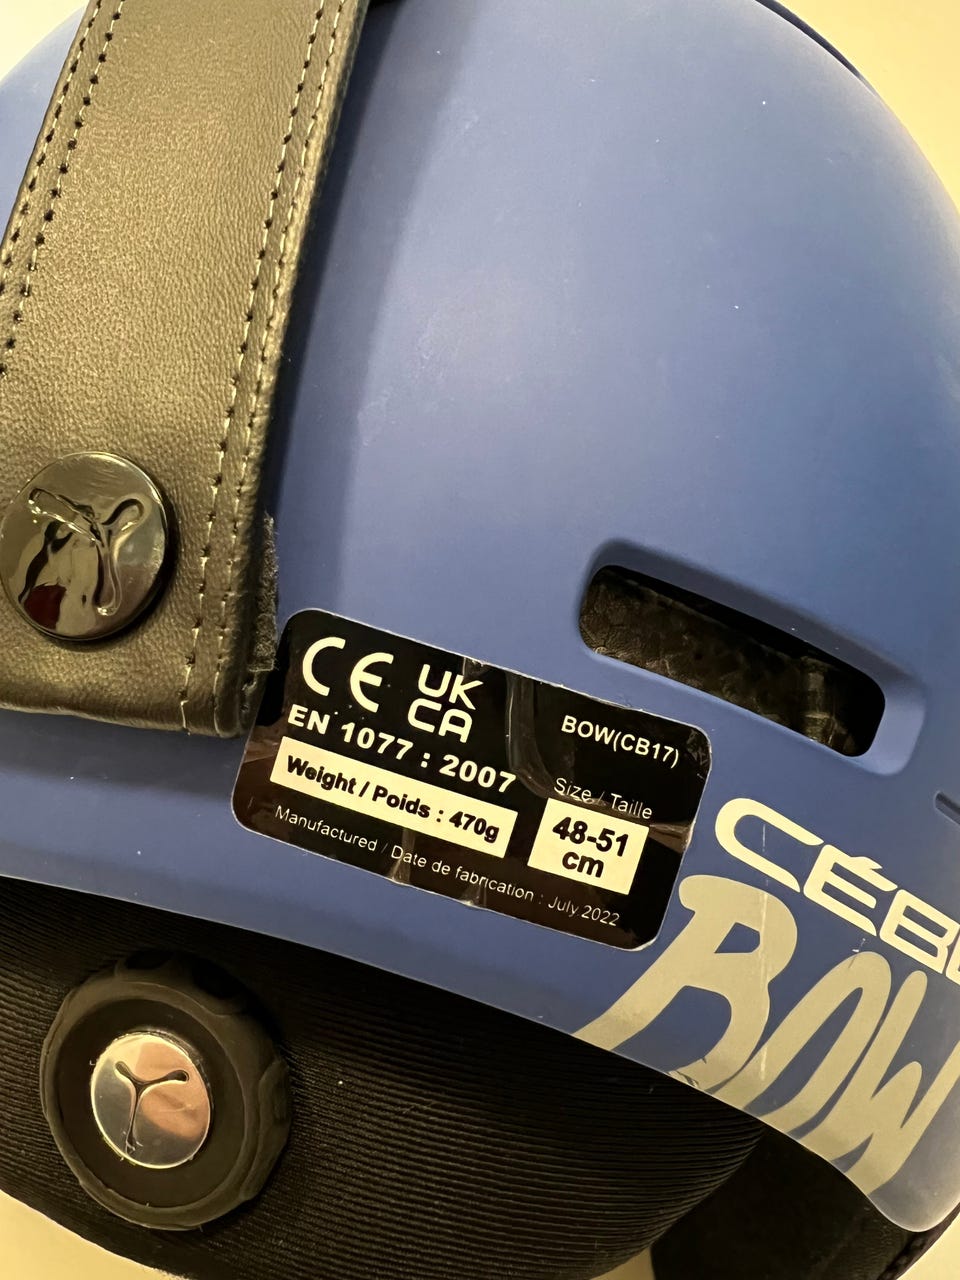 CE
UK
CA
EN 1077 : 2007
BOW(CB17)
Weight / Poids : 470g
Size / Taille
48-51
cm
Manufactured / Date de fabrication : July 2022
CÉB
BOW